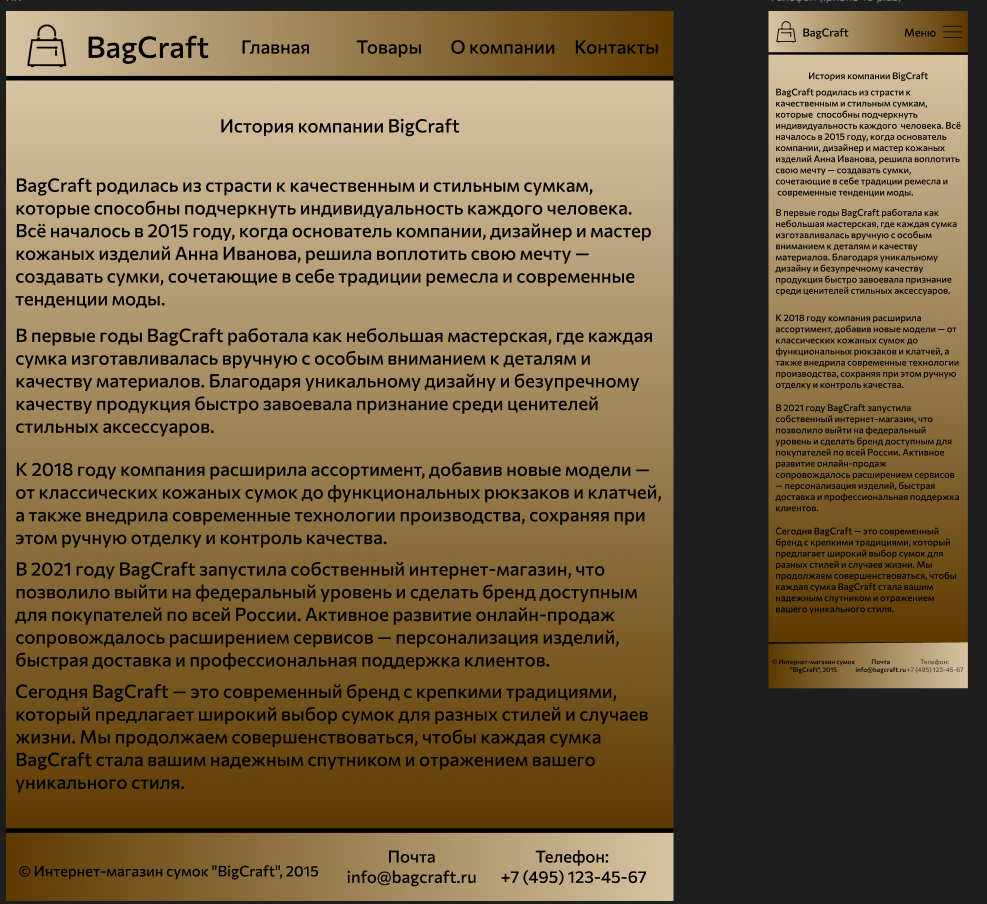 BagCraft Главная Товары О компании Контакты
История компании BigCraft
BagCraft родилась из страсти к качественным и стильным сумкам,
которые способны подчеркнуть индивидуальность каждого человека.
Всё началось в 2015 году, когда основатель компании, дизайнер и мастер
кожаных изделий Анна Иванова, решила воплотить свою мечту —
создавать сумки, сочетающие в себе традиции ремесла и современные
тенденции моды.
В первые годы BagCraft работала как небольшая мастерская, где каждая
сумка изготавливалась вручную с особым вниманием к деталям и
качеству материалов. Благодаря уникальному дизайну и безупречному
качеству продукция быстро завоевала признание среди ценителей
стильных аксессуаров.
К 2018 году компания расширила ассортимент, добавив новые модели —
от классических кожаных сумок до функциональных рюкзаков и клатчей,
а также внедрила современные технологии производства, сохраняя при
этом ручную отделку и контроль качества.
В 2021 году BagCraft запустила собственный интернет-магазин, что
позволило выйти на федеральный уровень и сделать бренд доступным
для покупателей по всей России. Активное развитие онлайн-продаж
сопровождалось расширением сервисов — персонализация изделий,
быстрая доставка и профессиональная поддержка клиентов.
Сегодня BagCraft — это современный бренд с крепкими традициями,
который предлагает широкий выбор сумок для разных стилей и случаев
жизни. Мы продолжаем совершенствоваться, чтобы каждая сумка
BagCraft стала вашим надежным спутником и отражением вашего
уникального стиля.
© Интернет-магазин сумок "BigCraft", 2015
Почта
info@bagcraft.ru
Телефон:
+7 (495) 123-45-67
BagCraft Меню
История компании BigCraft
BagCraft родилась из страсти к
качественным и стильным сумкам,
которые способны подчеркнуть
индивидуальность каждого человека. Всё
началось в 2015 году, когда основатель
компании, дизайнер и мастер кожаных
изделий Анна Иванова, решила воплотить
свою мечту — создавать сумки,
сочетающие в себе традиции ремесла и
современные тенденции моды.
В первые годы BagCraft работала как
небольшая мастерская, где каждая сумка
изготавливалась вручную с особым
вниманием к деталям и качеству
материалов. Благодаря уникальному
дизайну и безупречному качеству
продукция быстро завоевала признание
среди ценителей стильных аксессуаров.
К 2018 году компания расширила
ассортимент, добавив новые модели — от
классических кожаных сумок до
функциональных рюкзаков и клатчей, а
также внедрила современные технологии
производства, сохраняя при этом ручную
отделку и контроль качества.
В 2021 году BagCraft запустила
собственный интернет-магазин, что
позволило выйти на федеральный
уровень и сделать бренд доступным для
покупателей по всей России. Активное
развитие онлайн-продаж
сопровождалось расширением сервисов
— персонализация изделий, быстрая
доставка и профессиональная поддержка
клиентов.
Сегодня BagCraft — это современный
бренд с крепкими традициями, который
предлагает широкий выбор сумок для
разных стилей и случаев жизни. Мы
продолжаем совершенствоваться, чтобы
каждая сумка BagCraft стала вашим
надежным спутником и отражением
вашего уникального стиля.
© Интернет-магазин сумок
"BigCraft", 2015
Почта
info@bagcraft.ru
Телефон:
+7 (495) 123-45-67